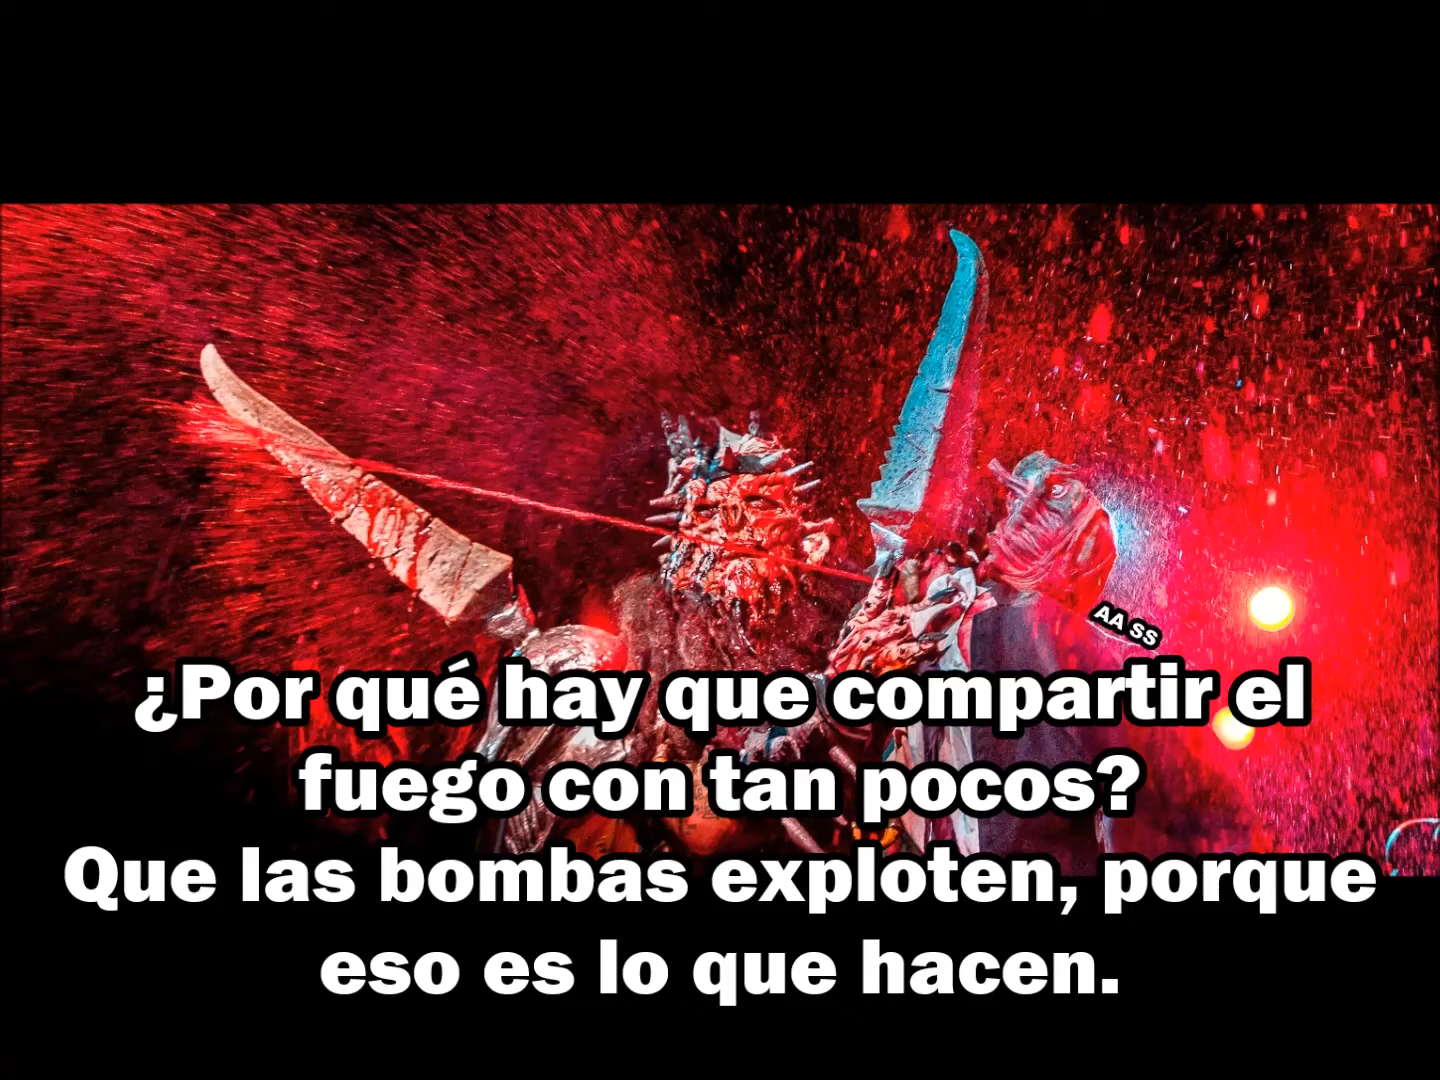 AA SS
¿Por qué hay que compartir el
fuego con tan pocos?
Que las bombas exploten, porque
eso es lo que hacen.